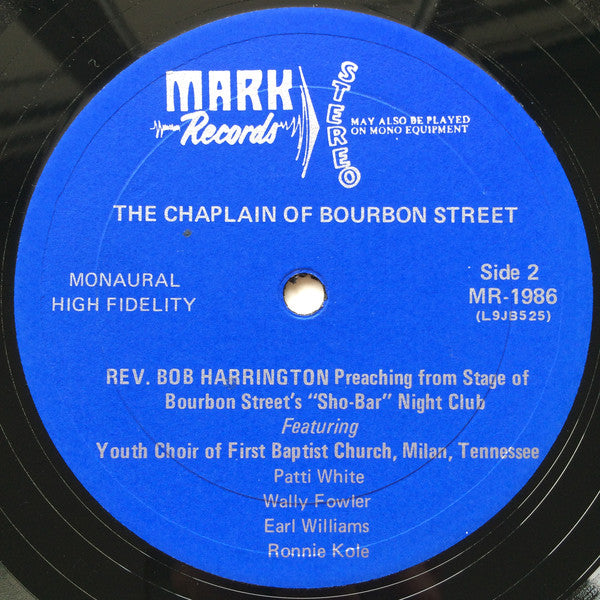 MARK
Records
STEREO
MAY ALSO BE PLAYED
ON MONO EQUIPMENT
THE CHAPLAIN OF BOURBON STREET
MONAURAL
HIGH FIDELITY
Side 2
MR-1986
(L9JB525)
REV. BOB HARRINGTON Preaching from Stage of
Bourbon Street's "Sho-Bar" Night Club
Featuring
Youth Choir of First Baptist Church, Milan, Tennessee
Patti White
Wally Fowler
Earl Williams
Ronnie Kole